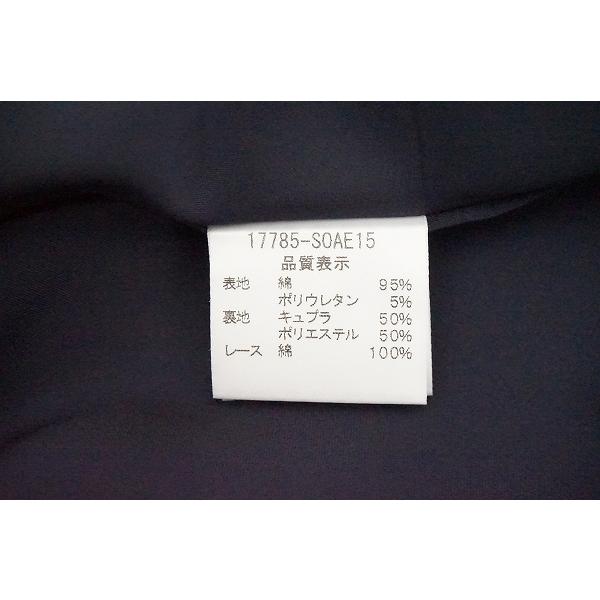 17785-SOAE15
品質表示
表地 綿 95%
ポリウレタン 5%
裏地 キュプラ 50%
ポリエステル 50%
レース 綿 100%